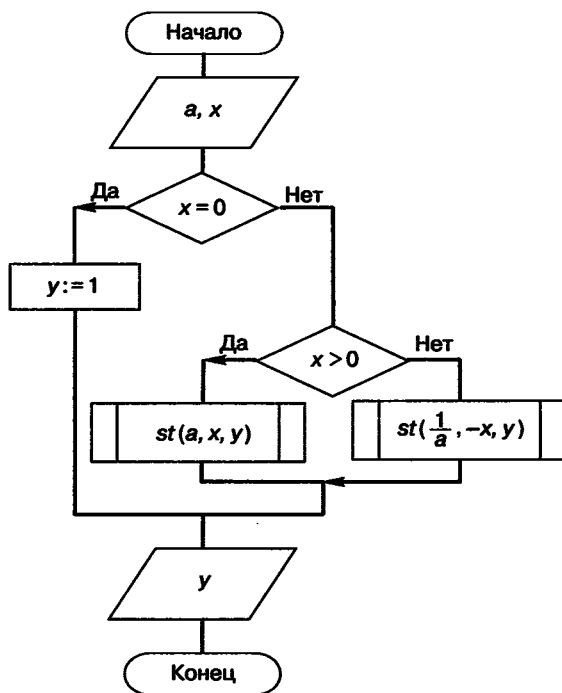 Начало
a, x
Да
x = 0
Нет
y := 1
Да
x > 0
Нет
st(a, x, y)
st(1/a, -x, y)
y
Конец